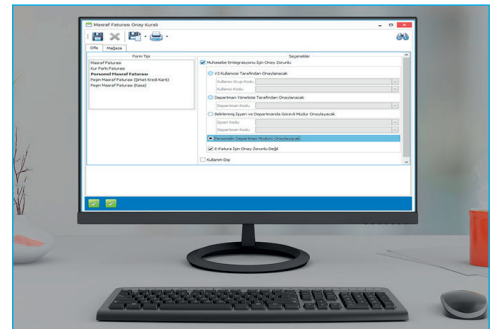 Masraf Faturası Onay Kuralı
Ofis
Mağaza
Form Tipi
Masraf Faturası
Kur Farkı Faturası
Personel Masraf Faturası
Peşin Masraf Faturası (Şirket Kredi Kartı)
Peşin Masraf Faturası (Kasa)
Seçenekler
Muhasebe Entegrasyonu İçin Onay Zorunlu
V3 Kullanıcısı Tarafından Onaylanacak
Kullanıcı Grup Kodu
Kullanıcı Kodu
Departman Yöneticisi Tarafından Onaylanacak
Departman Kodu
Belirlenmiş İşyeri ve Departmanda Görevli Müdür Onaylayacak
İşyeri Kodu
Departman Kodu
Personelin Departman Müdürü Onaylayacak
E-Fatura İçin Onay Zorunlu Değil
Kullanım Dışı